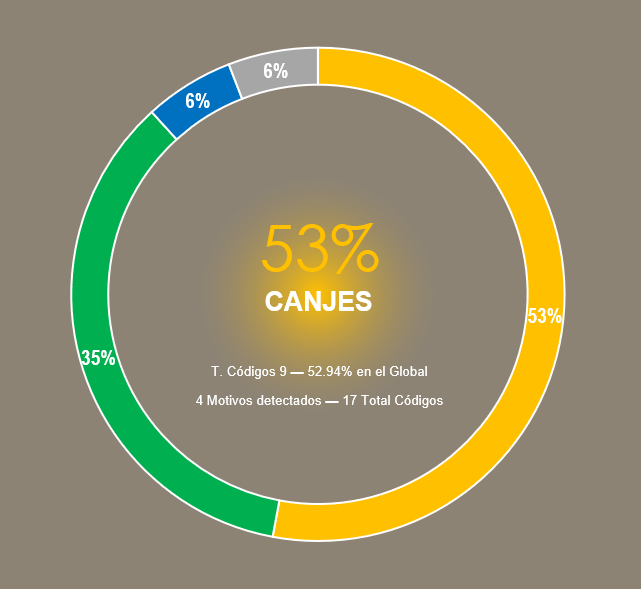 6%
6%
53%
CANJES
53%
35%
T. Códigos 9 — 52.94% en el Global
4 Motivos detectados — 17 Total Códigos